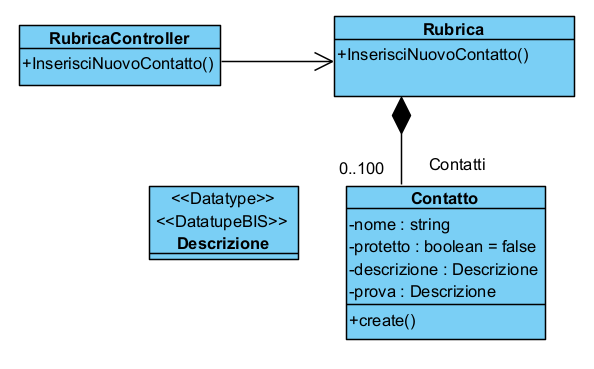 RubricaController
+InserisciNuovoContatto()
Rubrica
+InserisciNuovoContatto()
0..100
Contatti
<<Datatype>>
<<DatatupeBIS>>
Descrizione
Contatto
-nome : string
-protetto : boolean = false
-descrizione : Descrizione
-prova : Descrizione
+create()